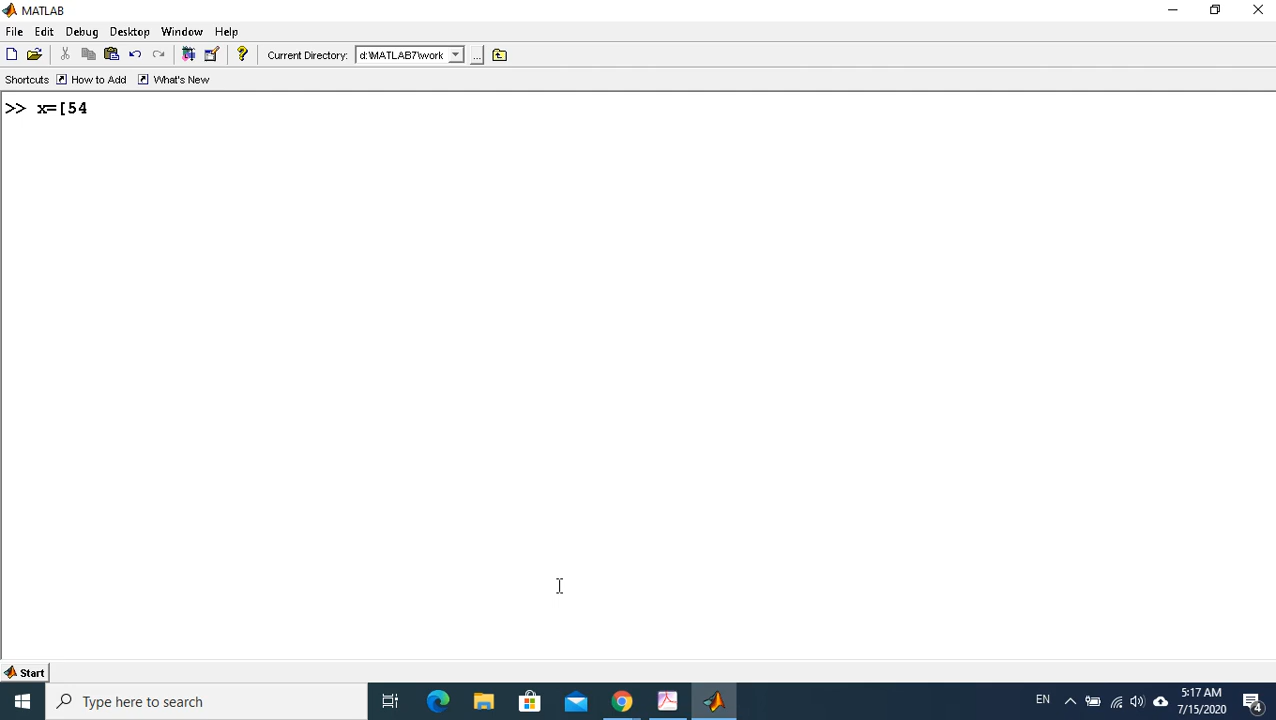 MATLAB
File Edit Debug Desktop Window Help
Current Directory: d:\MATLAB7\work ...
Shortcuts How to Add What's New
>> x=[54
Start
Type here to search
EN
5:17 AM
7/15/2020
4